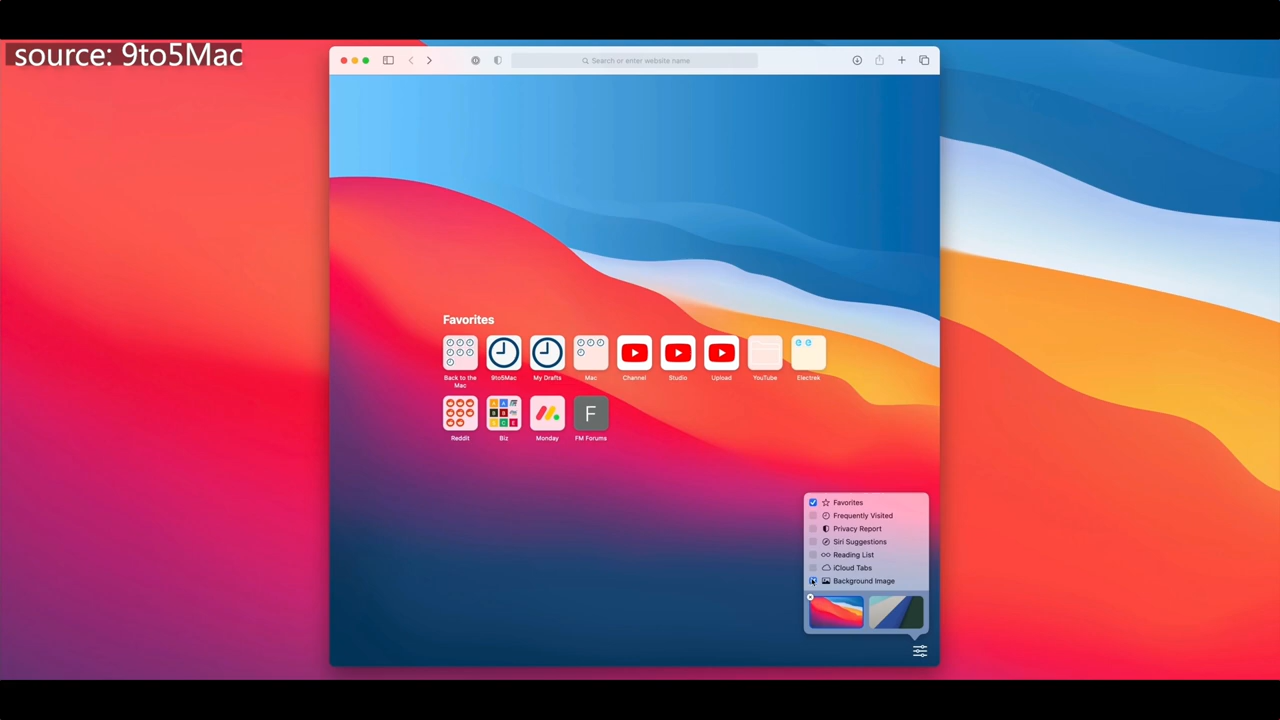 source: 9to5Mac
Search or enter website name
Favorites
Back to the Mac
9to5Mac
My Drafts
Mac
Channel
Studio
Upload
YouTube
Electrek
Reddit
Biz
Monday
F
FM Forums
Favorites
Frequently Visited
Privacy Report
Siri Suggestions
Reading List
iCloud Tabs
Background Image